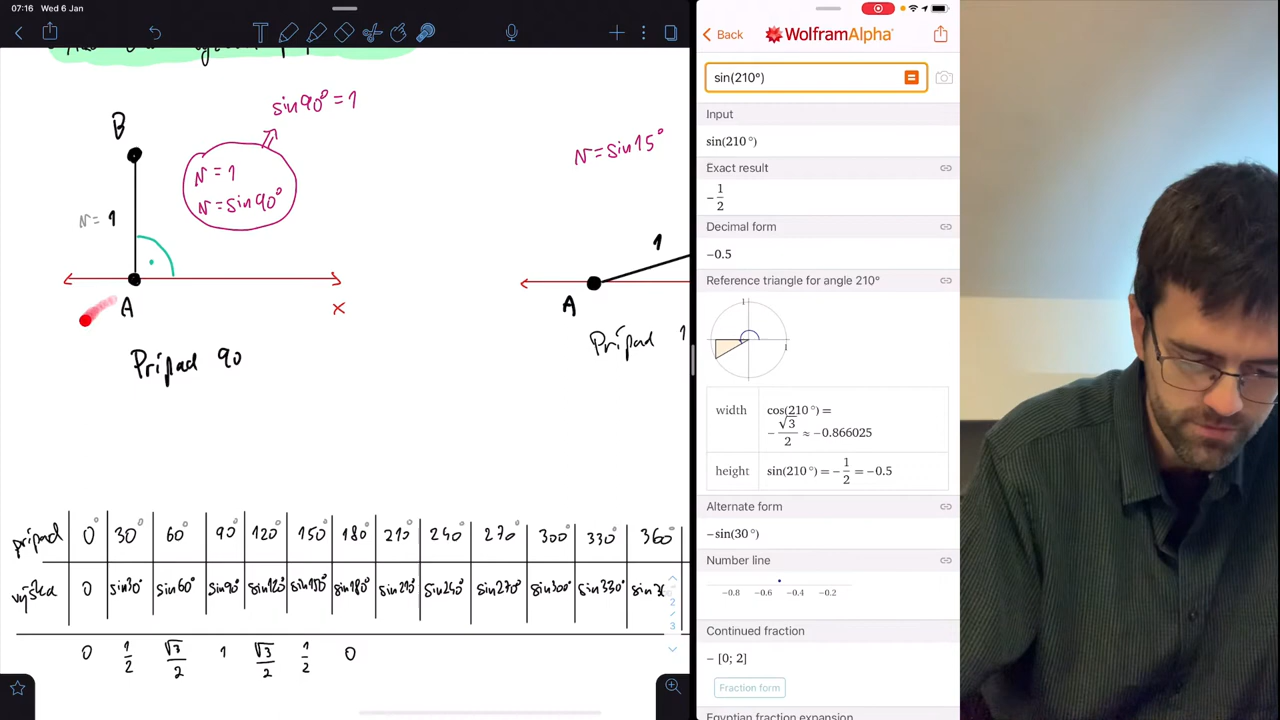 07:16 Wed 6 Jan
B
sin90°=1
N=1
N=sin90°
N=1
A
x
Prípad 90
N=sin15°
1
A
Prípad 1
prípad 0° 30° 60° 90° 120° 150° 180° 210° 240° 270° 300° 330° 360°
výška 0 sin30° sin60° sin90° sin120° sin150° sin180° sin210° sin240° sin270° sin300° sin330°
0 1/2 √3/2 1 √3/2 1/2 0
2
3
Back
WolframAlpha
sin(210°)
Input
sin(210 °)
Exact result
-1/2
Decimal form
-0.5
Reference triangle for angle 210°
1
1
width cos(210 °) = -√3/2 ≈ -0.866025
height sin(210 °) = -1/2 = -0.5
Alternate form
-sin(30 °)
Number line
-0.8 -0.6 -0.4 -0.2
Continued fraction
- [0; 2]
Fraction form
Egyptian fraction expansion